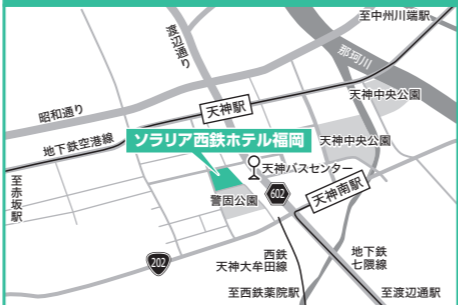 至中州川端駅
渡辺通り
那珂川
天神中央公園
昭和通り
天神駅
地下鉄空港線
ソラリア西鉄ホテル福岡
天神中央公園
天神バスセンター
至赤坂駅
警固公園
602
天神南駅
202
西鉄
天神大牟田線
地下鉄
七隈線
至西鉄薬院駅
至渡辺通駅